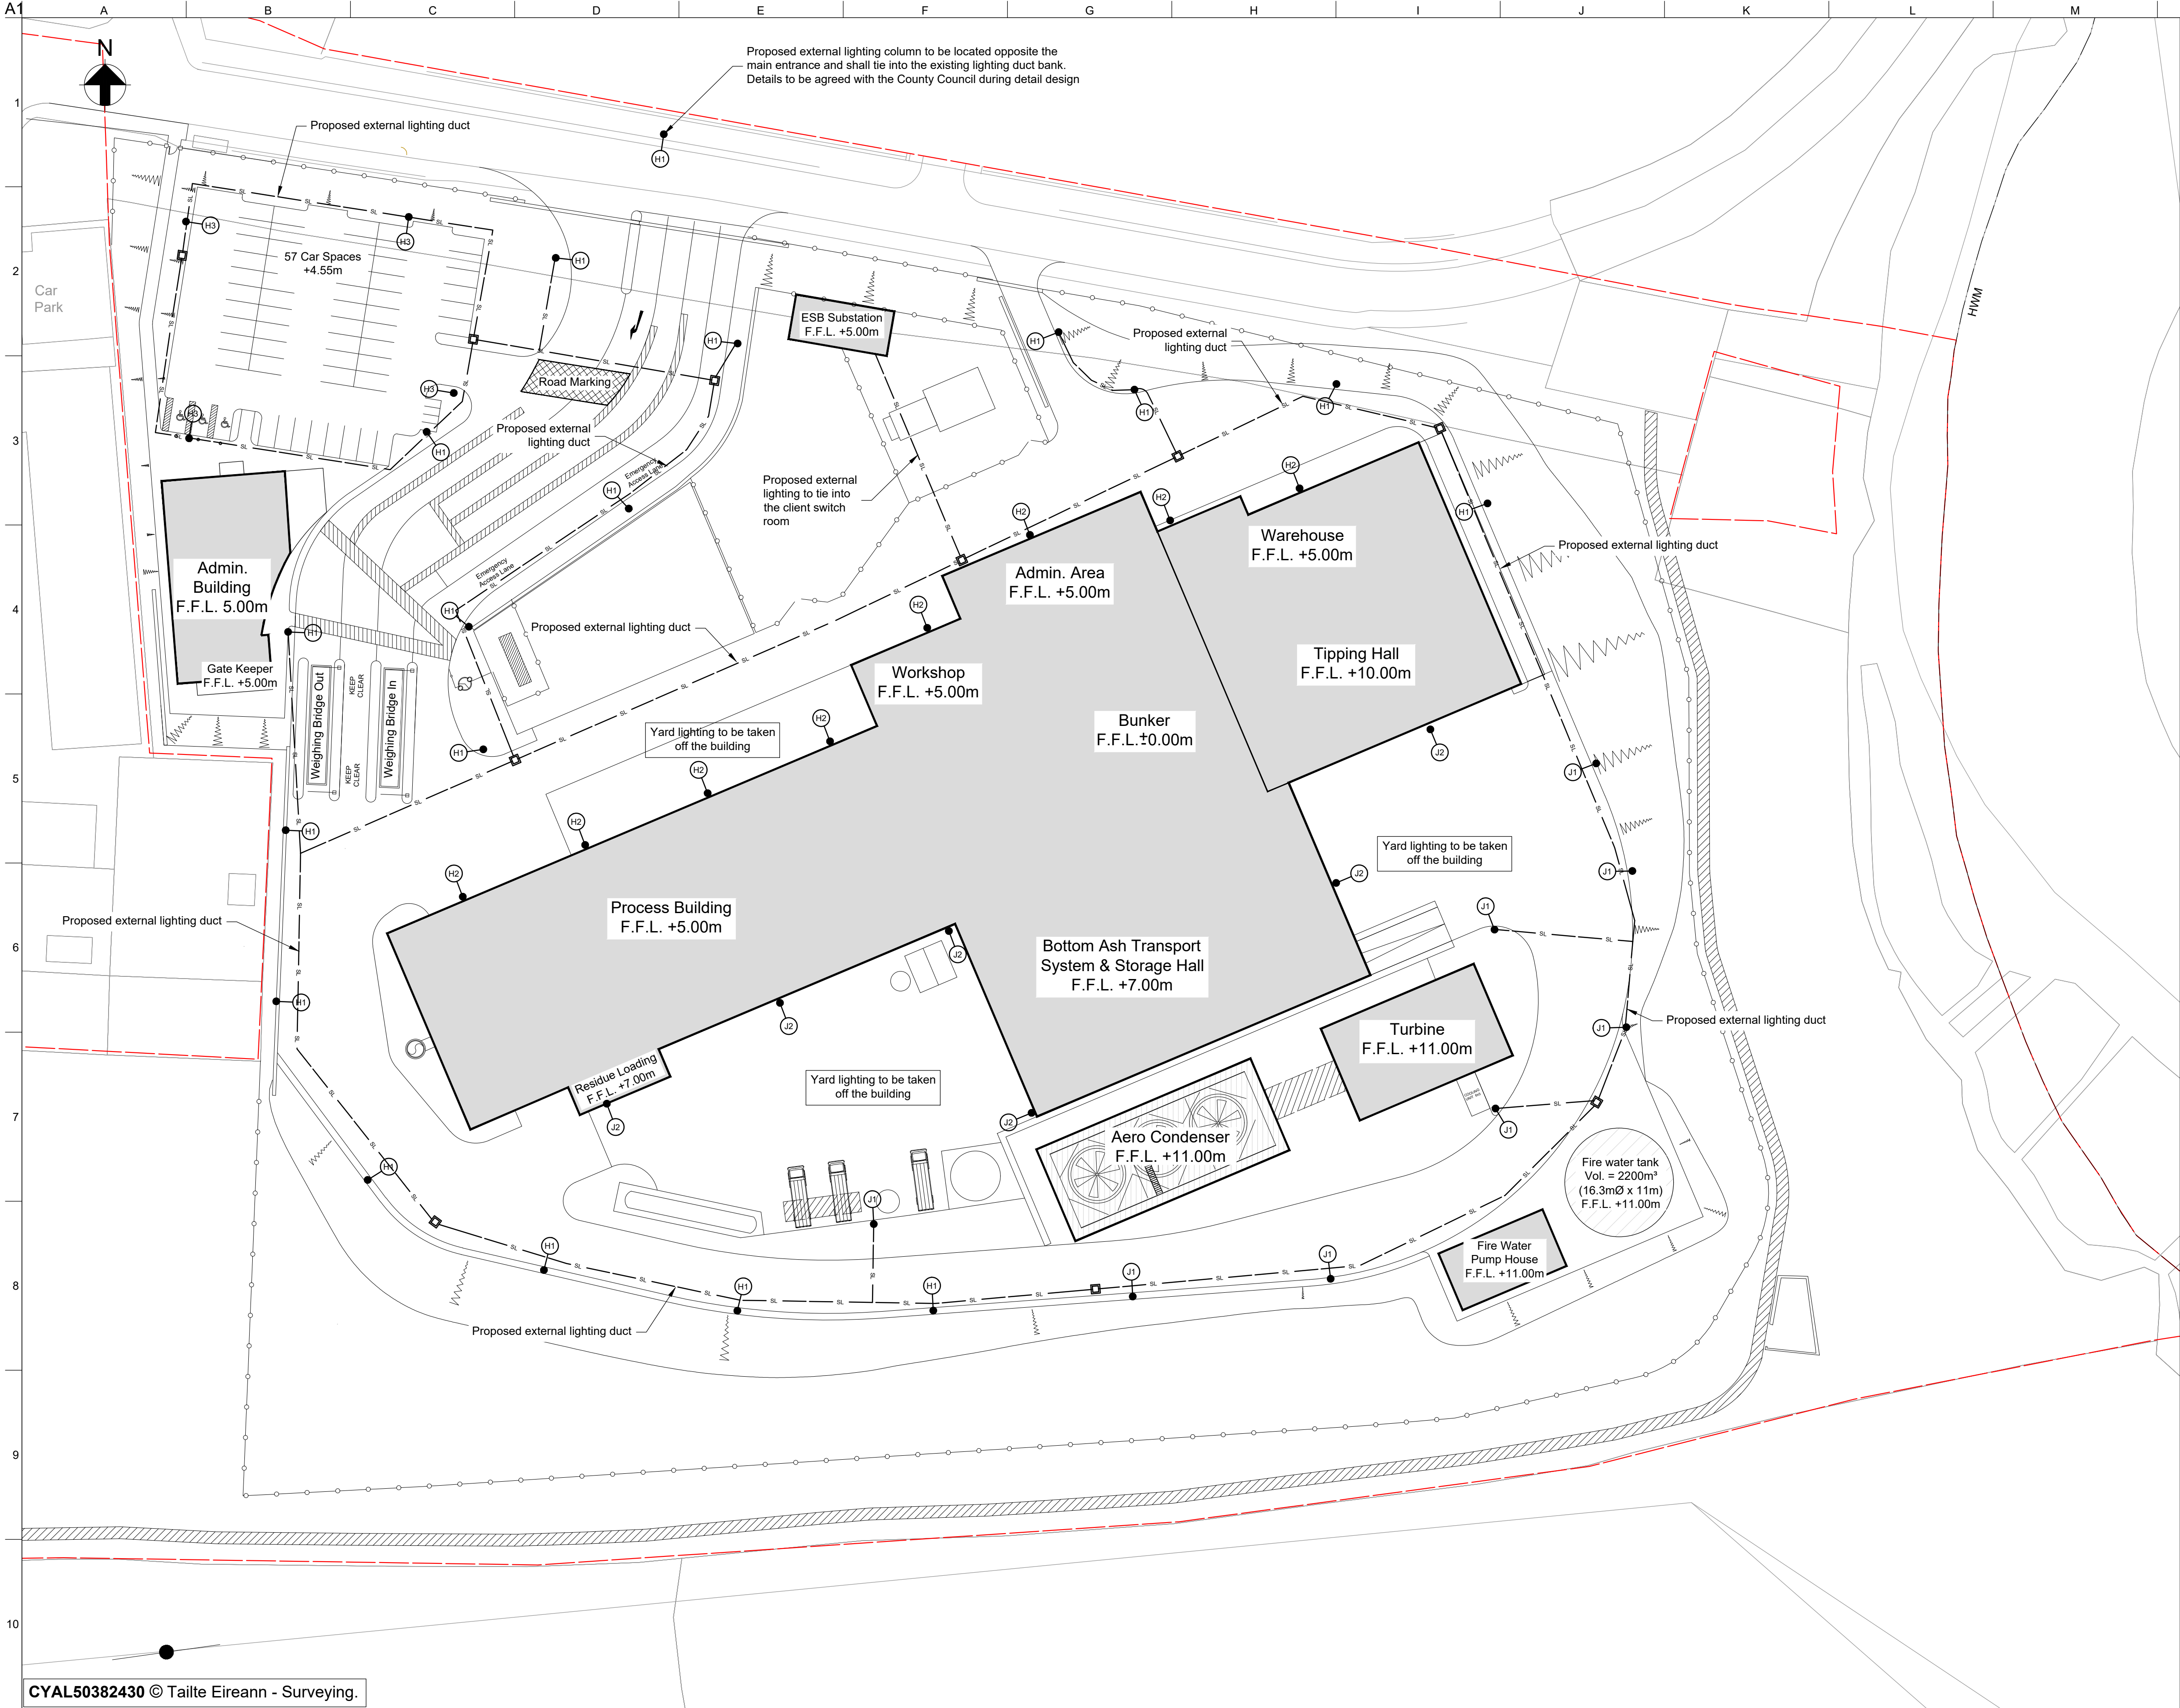 A1
A
B
C
D
E
F
G
H
I
J
K
L
M
1
2
3
4
5
6
7
8
9
10
N
Proposed external lighting column to be located opposite the
main entrance and shall tie into the existing lighting duct bank.
Details to be agreed with the County Council during detail design
H1
Proposed external lighting duct
H3
H3
57 Car Spaces
+4.55m
Car
Park
H1
H1
ESB Substation
F.F.L. +5.00m
H1
Proposed external
lighting duct
HWM
Road Marking
H3
H3
H1
H1
H1
Proposed external
lighting duct
Emergency
Access Lane
H1
Proposed external
lighting to tie into
the client switch
room
H2
H2
H2
H1
Warehouse
F.F.L. +5.00m
Proposed external lighting duct
Admin.
Building
F.F.L. 5.00m
Emergency
Access Lane
Admin. Area
F.F.L. +5.00m
H1
H2
H1
Proposed external lighting duct
Gate Keeper
F.F.L. +5.00m
Workshop
F.F.L. +5.00m
Tipping Hall
F.F.L. +10.00m
Weighing Bridge Out
KEEP
CLEAR
Weighing Bridge In
KEEP
CLEAR
Bunker
F.F.L.±0.00m
H1
H2
Yard lighting to be taken
off the building
J2
J1
H2
H1
H2
Yard lighting to be taken
off the building
H2
J2
J1
Process Building
F.F.L. +5.00m
J1
Proposed external lighting duct
J2
Bottom Ash Transport
System & Storage Hall
F.F.L. +7.00m
H1
J2
J1
Proposed external lighting duct
Turbine
F.F.L. +11.00m
Residue Loading
F.F.L. +7.00m
Yard lighting to be taken
off the building
J2
J2
J1
Aero Condenser
F.F.L. +11.00m
H1
Fire water tank
Vol. = 2200m³
(16.3mØ x 11m)
F.F.L. +11.00m
J1
H1
J1
Fire Water
Pump House
F.F.L. +11.00m
H1
H1
J1
Proposed external lighting duct
CYAL50382430 © Tailte Eireann - Surveying.